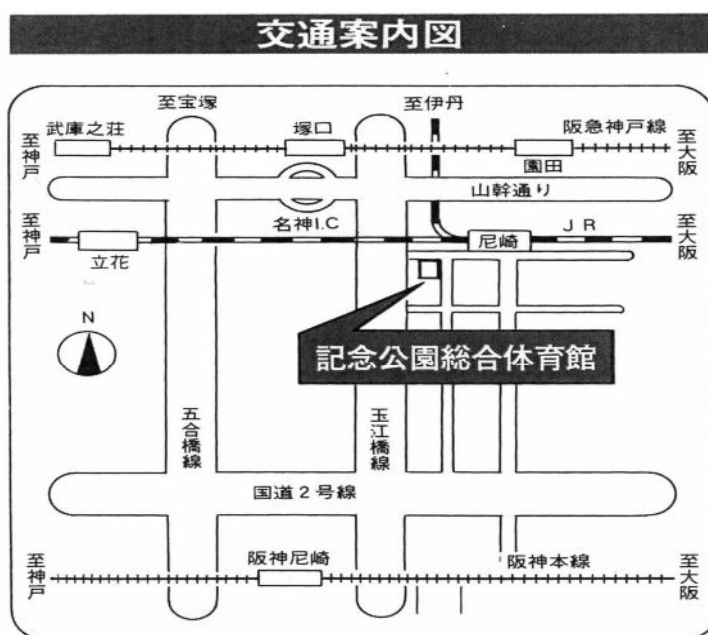 交通案内図
至宝塚
至伊丹
武庫之荘
塚口
阪急神戸線
至神戸
至大阪
園田
山幹通り
至神戸
名神I.C
尼崎
JR
至大阪
立花
N
記念公園総合体育館
五合橋線
玉江橋線
国道2号線
至神戸
阪神尼崎
阪神本線
至大阪